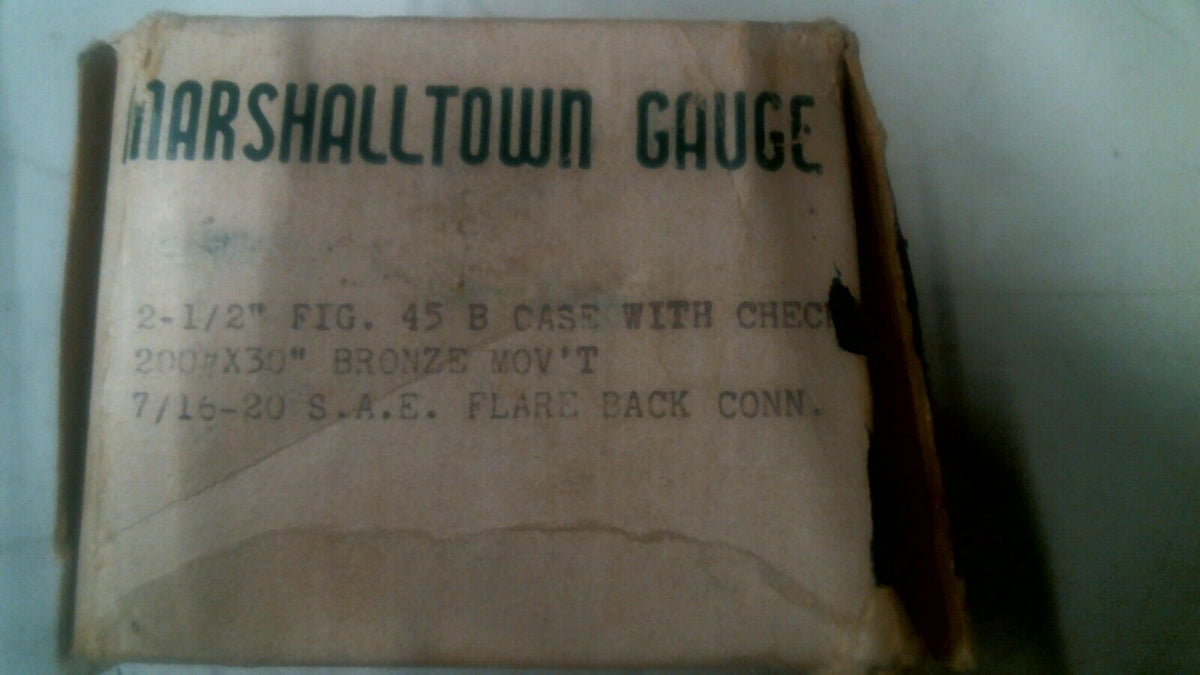 MARSHALLTOWN GAUGE
2-1/2" FIG. 45 B CASE WITH CHECK
200#X30" BRONZE MOV'T
7/16-20 S.A.E. FLARE BACK CONN.